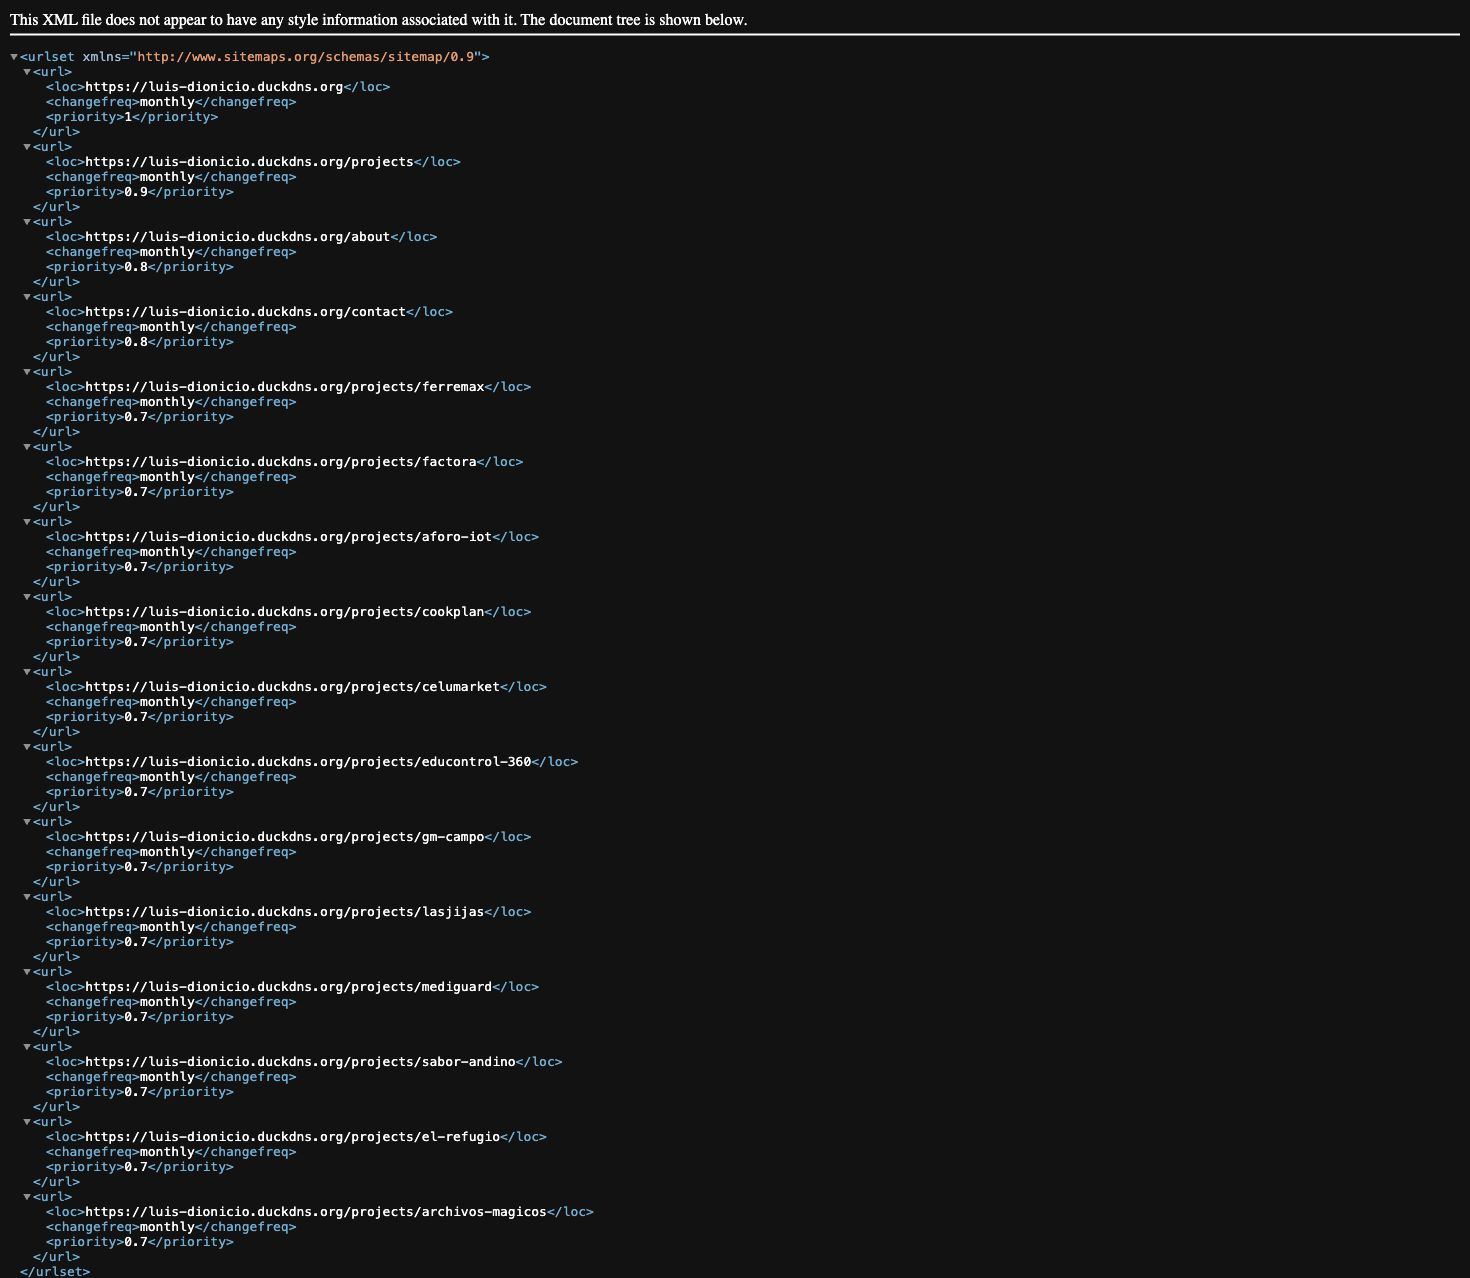 This XML file does not appear to have any style information associated with it. The document tree is shown below.
▼<urlset xmlns="http://www.sitemaps.org/schemas/sitemap/0.9">
▼<url>
<loc>https://luis-dionicio.duckdns.org</loc>
<changefreq>monthly</changefreq>
<priority>1</priority>
</url>
▼<url>
<loc>https://luis-dionicio.duckdns.org/projects</loc>
<changefreq>monthly</changefreq>
<priority>0.9</priority>
</url>
▼<url>
<loc>https://luis-dionicio.duckdns.org/about</loc>
<changefreq>monthly</changefreq>
<priority>0.8</priority>
</url>
▼<url>
<loc>https://luis-dionicio.duckdns.org/contact</loc>
<changefreq>monthly</changefreq>
<priority>0.8</priority>
</url>
▼<url>
<loc>https://luis-dionicio.duckdns.org/projects/ferremax</loc>
<changefreq>monthly</changefreq>
<priority>0.7</priority>
</url>
▼<url>
<loc>https://luis-dionicio.duckdns.org/projects/factora</loc>
<changefreq>monthly</changefreq>
<priority>0.7</priority>
</url>
▼<url>
<loc>https://luis-dionicio.duckdns.org/projects/aforo-iot</loc>
<changefreq>monthly</changefreq>
<priority>0.7</priority>
</url>
▼<url>
<loc>https://luis-dionicio.duckdns.org/projects/cookplan</loc>
<changefreq>monthly</changefreq>
<priority>0.7</priority>
</url>
▼<url>
<loc>https://luis-dionicio.duckdns.org/projects/celumarket</loc>
<changefreq>monthly</changefreq>
<priority>0.7</priority>
</url>
▼<url>
<loc>https://luis-dionicio.duckdns.org/projects/educontrol-360</loc>
<changefreq>monthly</changefreq>
<priority>0.7</priority>
</url>
▼<url>
<loc>https://luis-dionicio.duckdns.org/projects/gm-campo</loc>
<changefreq>monthly</changefreq>
<priority>0.7</priority>
</url>
▼<url>
<loc>https://luis-dionicio.duckdns.org/projects/lasjijas</loc>
<changefreq>monthly</changefreq>
<priority>0.7</priority>
</url>
▼<url>
<loc>https://luis-dionicio.duckdns.org/projects/mediguard</loc>
<changefreq>monthly</changefreq>
<priority>0.7</priority>
</url>
▼<url>
<loc>https://luis-dionicio.duckdns.org/projects/sabor-andino</loc>
<changefreq>monthly</changefreq>
<priority>0.7</priority>
</url>
▼<url>
<loc>https://luis-dionicio.duckdns.org/projects/el-refugio</loc>
<changefreq>monthly</changefreq>
<priority>0.7</priority>
</url>
▼<url>
<loc>https://luis-dionicio.duckdns.org/projects/archivos-magicos</loc>
<changefreq>monthly</changefreq>
<priority>0.7</priority>
</url>
</urlset>